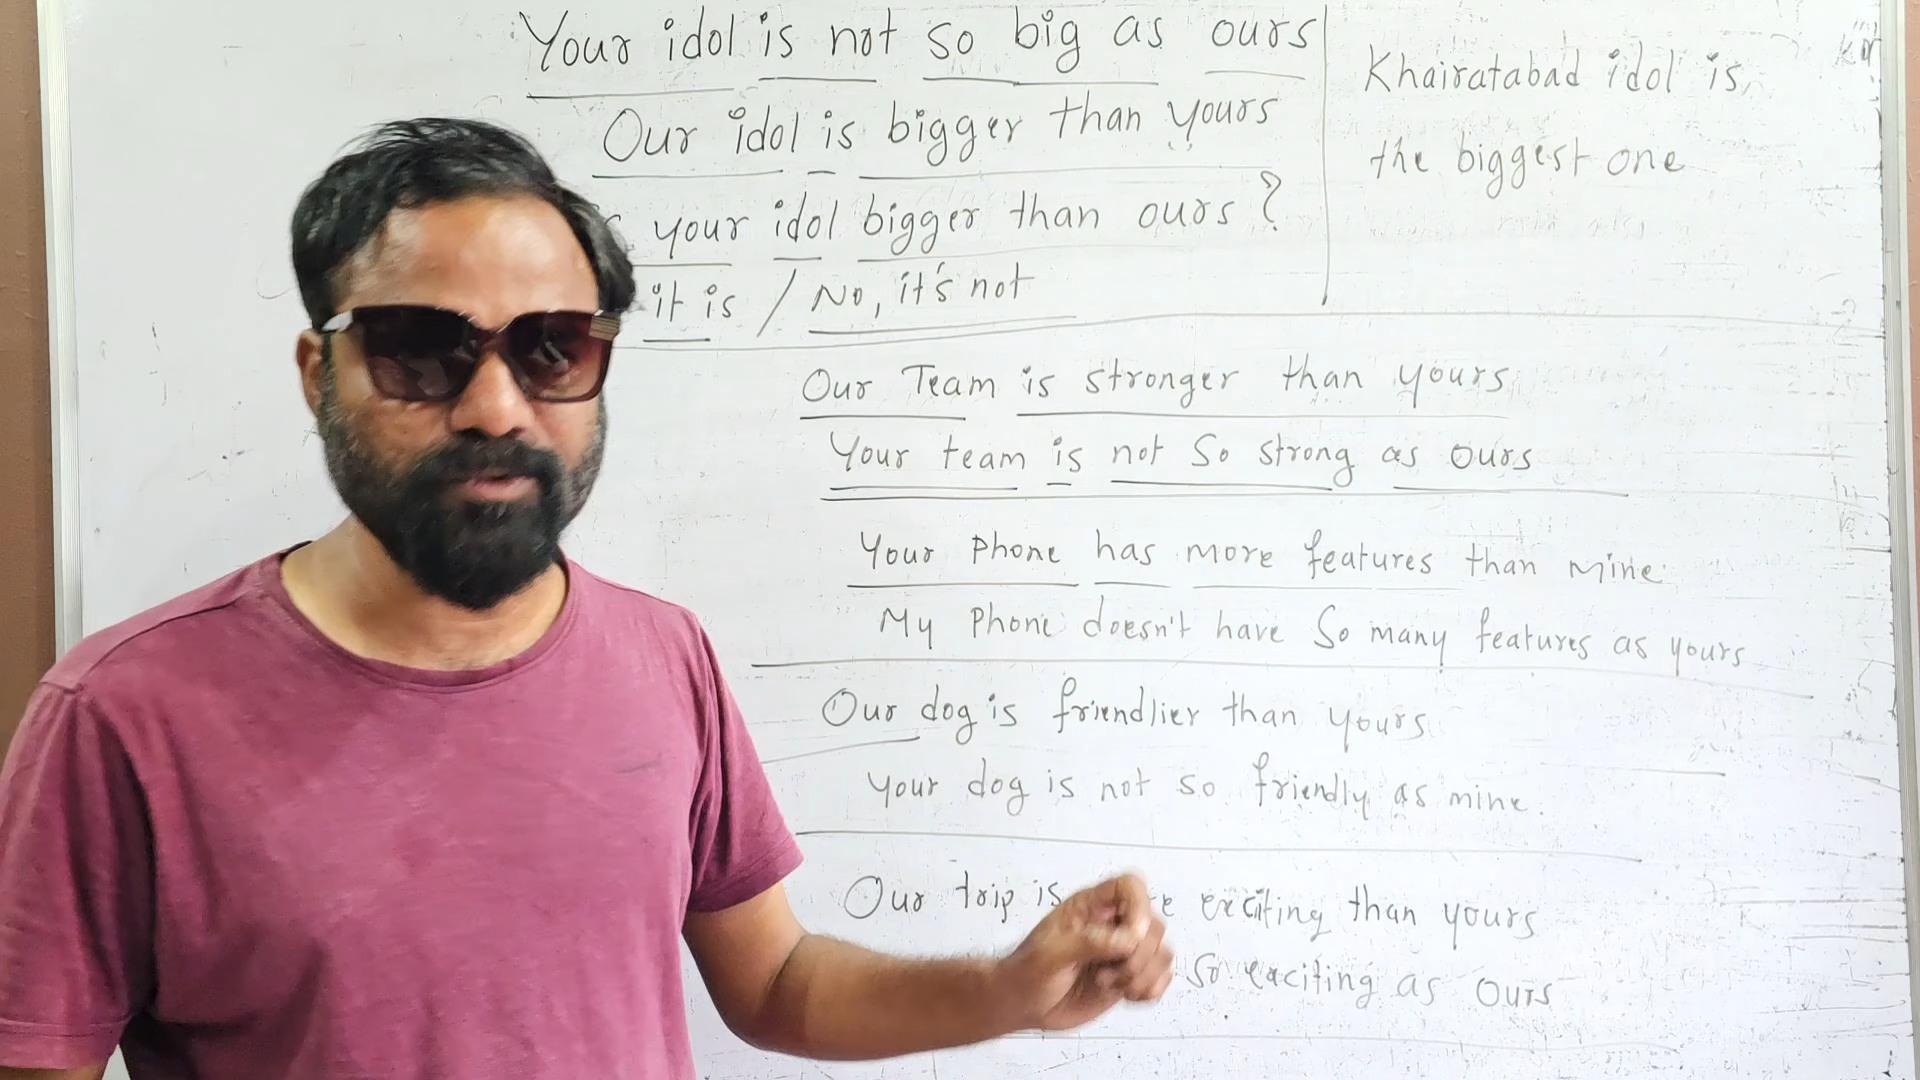 Your idol is not so big as ours
Our idol is bigger than yours
your idol bigger than ours?
it is / No, it's not
Khairatabad idol is
the biggest one
Our Team is stronger than yours
Your team is not So strong as ours
Your Phone has more features than mine
My Phone doesn't have So many features as yours
Our dog is friendlier than yours
Your dog is not so friendly as mine.
Our trip is exciting than yours
So exciting as ours